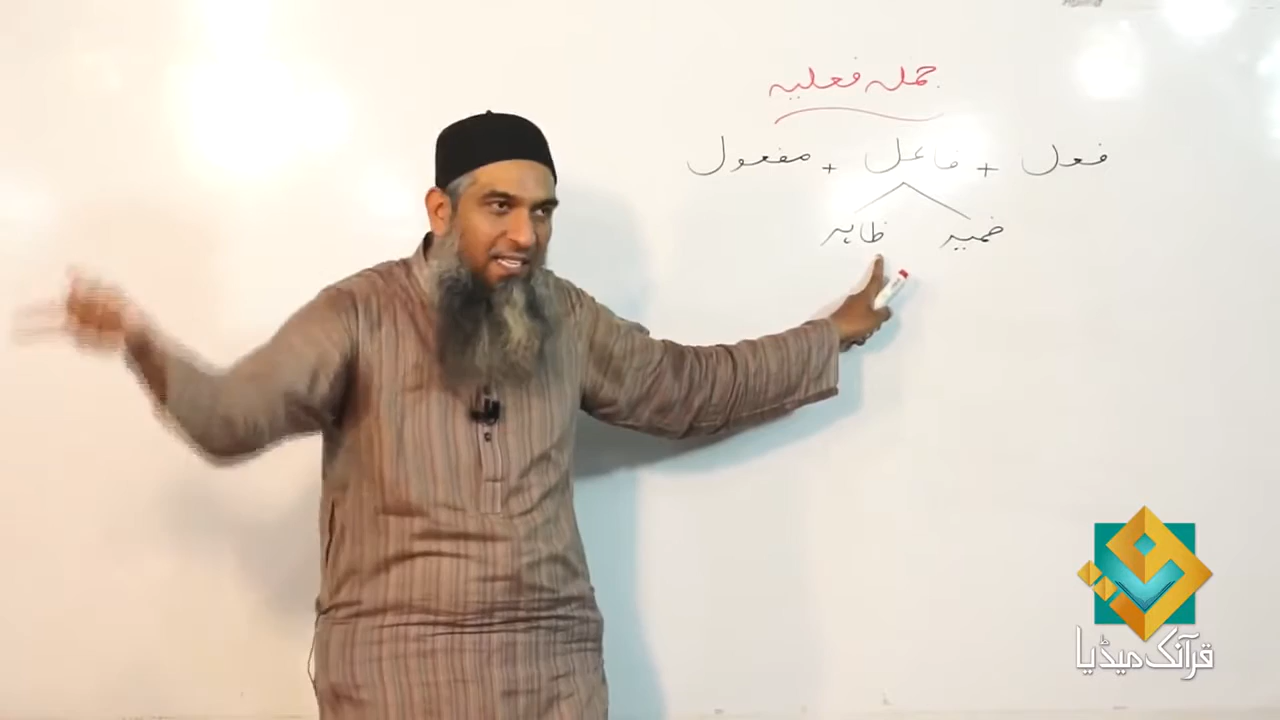 جملہ فعلیہ
فعل + فاعل + مفعول
ضمیر ظاہر
قرآنک میڈیا